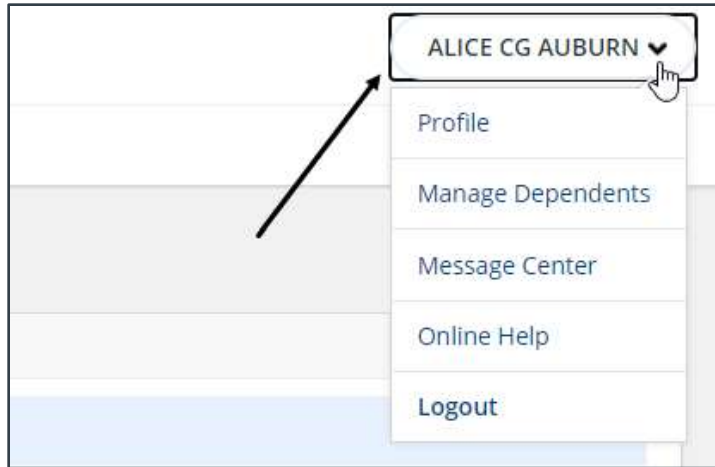 ALICE CG AUBURN
Profile
Manage Dependents
Message Center
Online Help
Logout